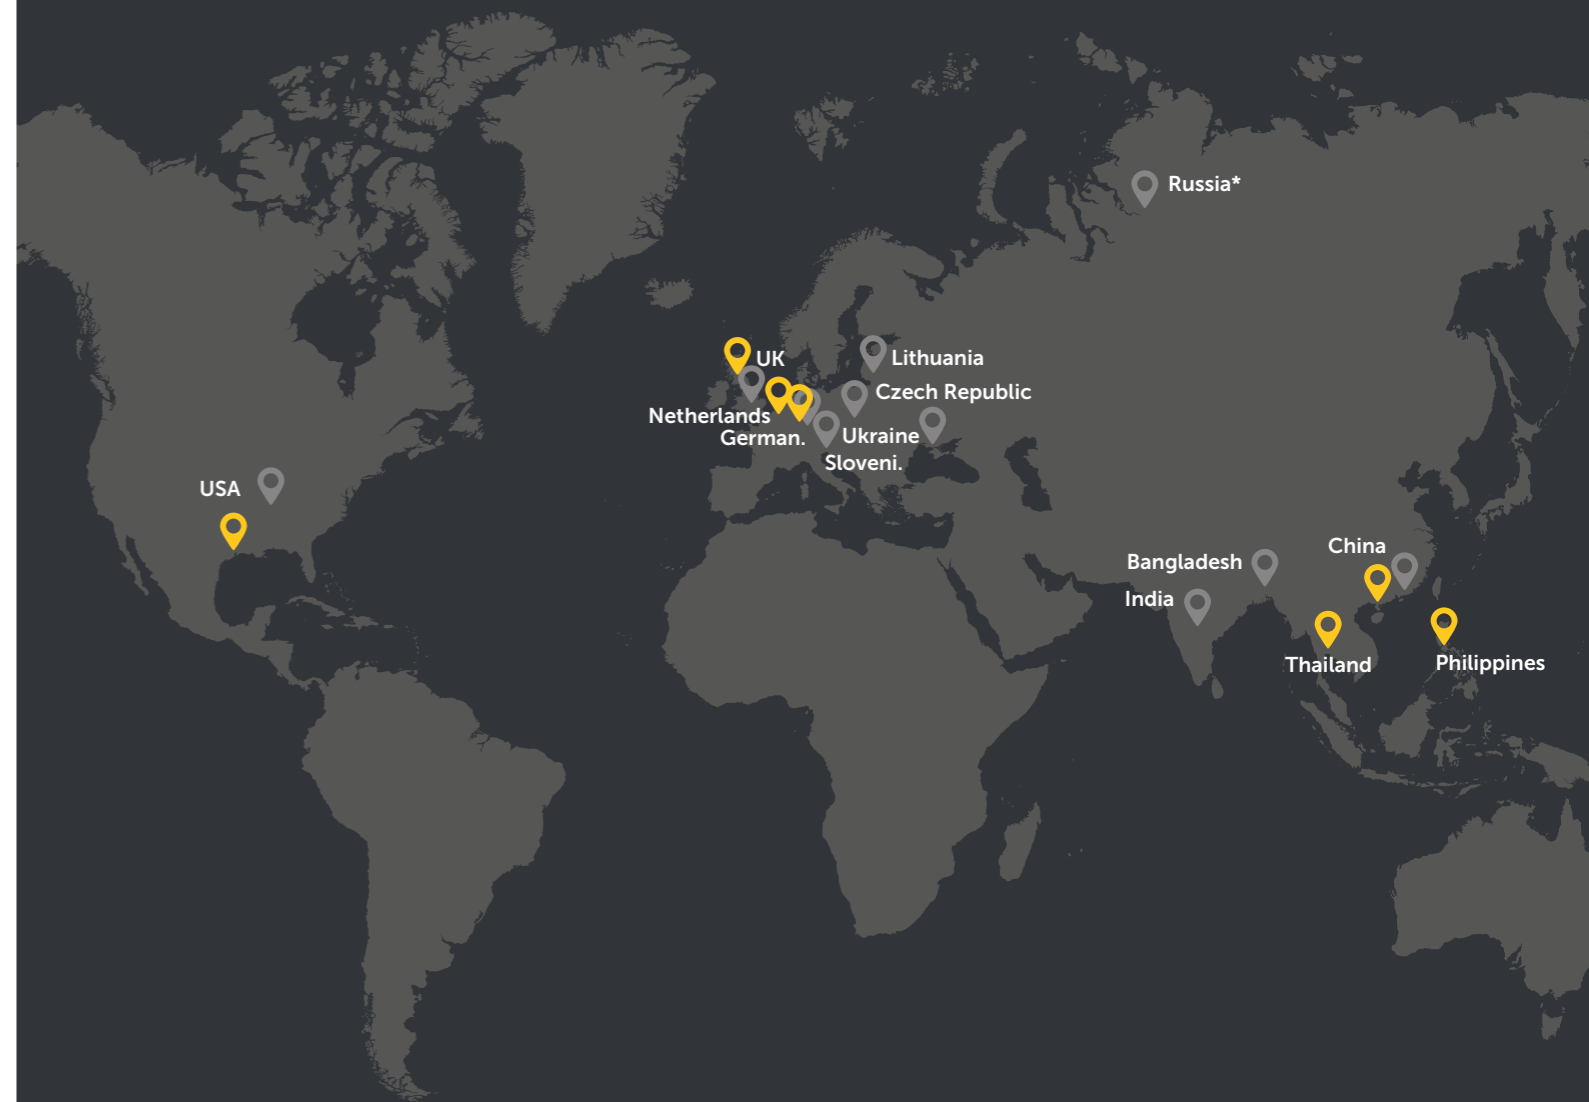 Russia*
UK
Lithuania
Czech Republic
Netherlands
German.
Ukraine
Sloveni.
USA
China
Bangladesh
India
Thailand
Philippines